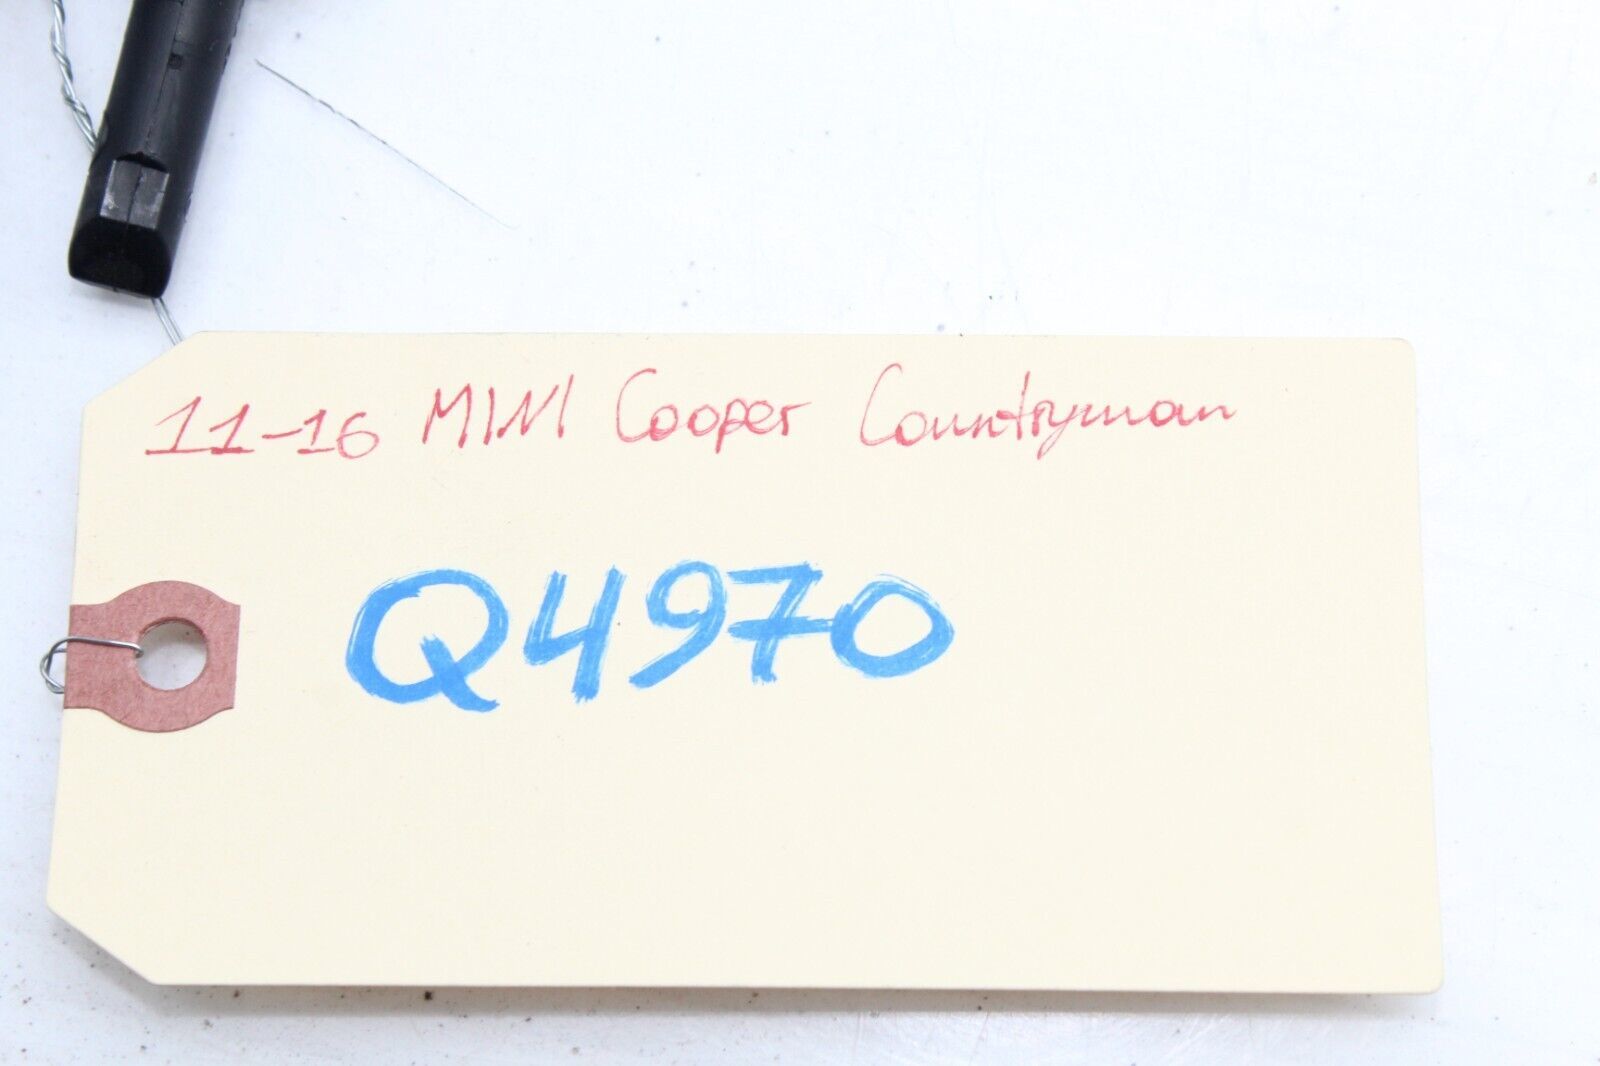 11-16 MINI Cooper Countryman
Q4970